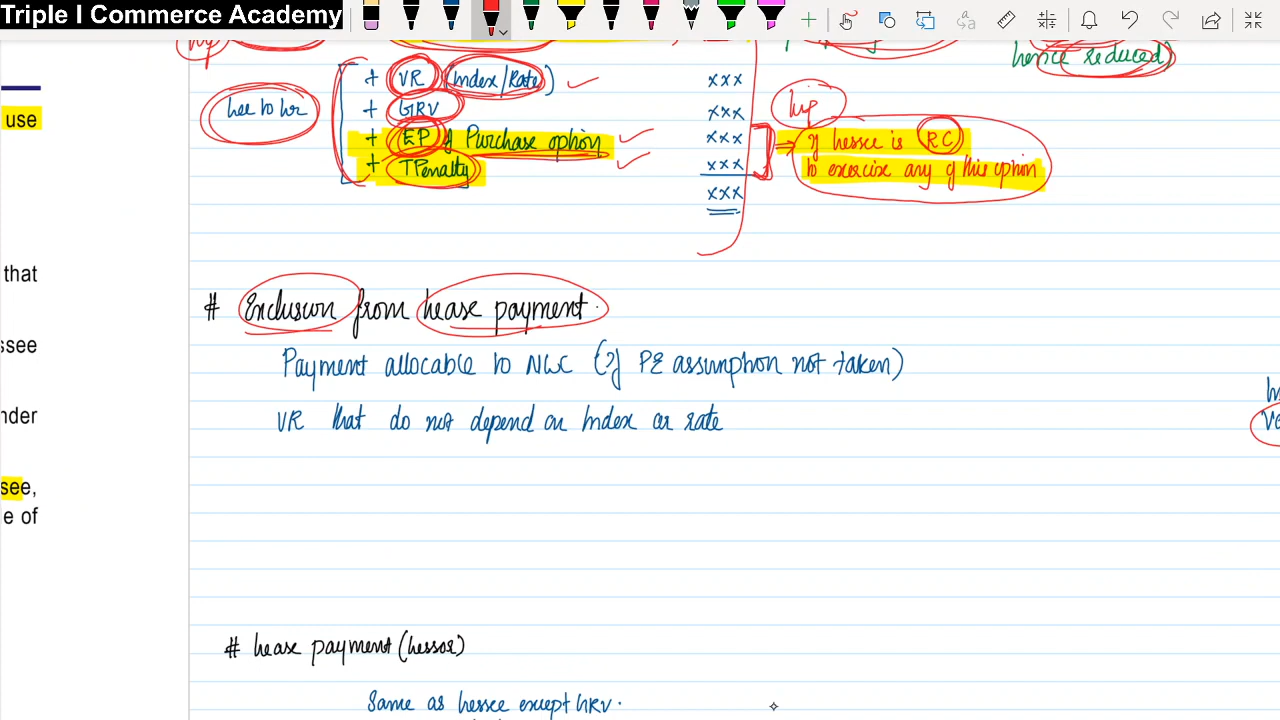 Triple I Commerce Academy
hence reduced)
+ VR (Index/Rate) xxx
lee to lor + GRV xxx
+ EP of Purchase option xxx
+ TPenalty xxx
xxx
Imp
If Lessee is RC
to exercise any of this option
use
that
ssee
nder
see,
e of
# Exclusion from Lease payment.
Payment allocable to NLC (If PE assumption not taken)
VR that do not depend on Index or rate
# Lease payment (Lessor)
Same as Lessee except GRV.